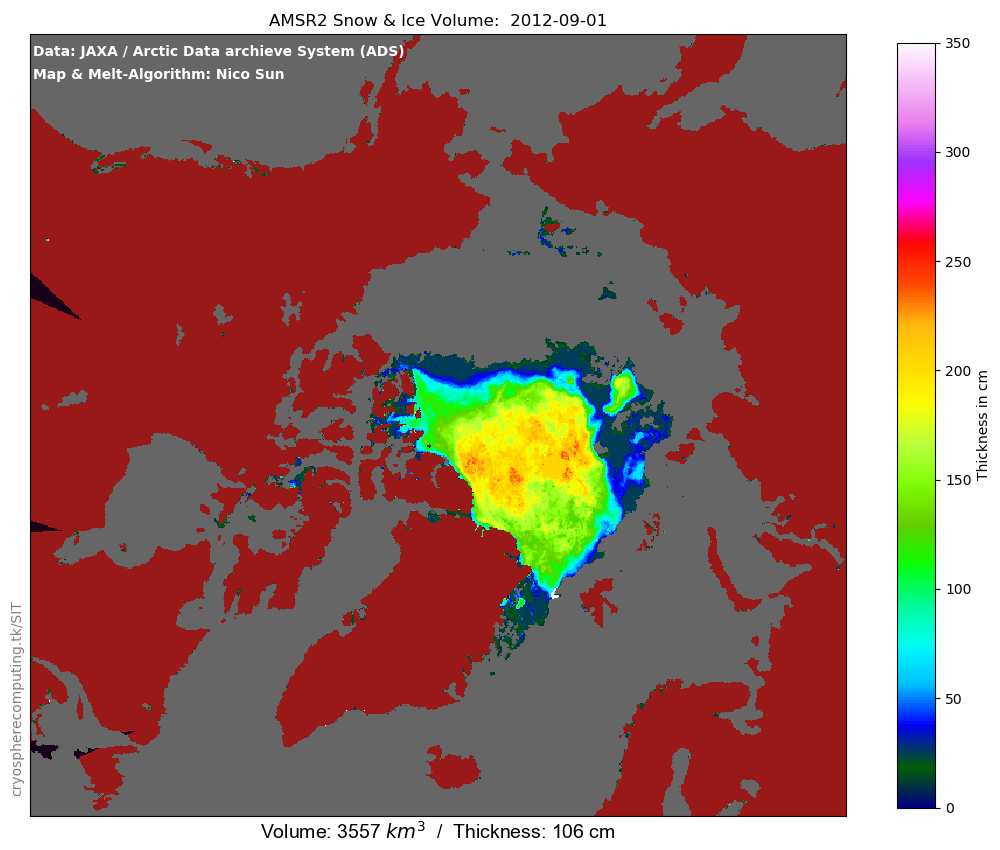 AMSR2 Snow & Ice Volume:  2012-09-01
Data: JAXA / Arctic Data archieve System (ADS)
Map & Melt-Algorithm: Nico Sun
350
300
250
200
150
100
50
0
Thickness in cm
cryospherecomputing.tk/SIT
Volume: 3557 km³  /  Thickness: 106 cm